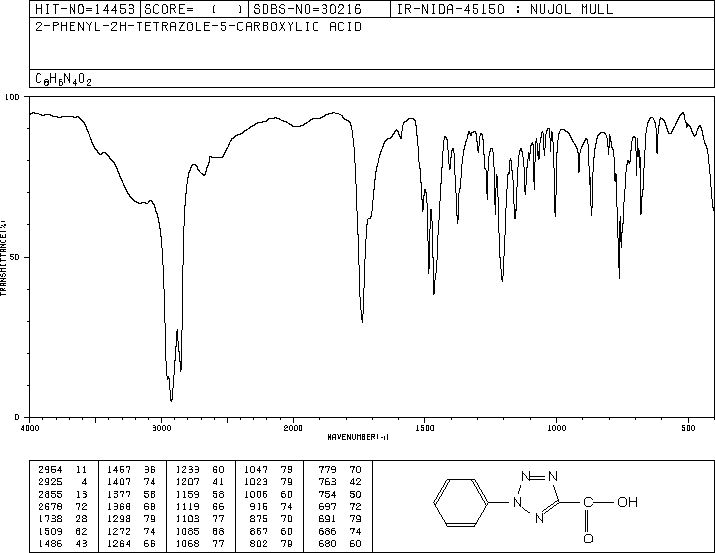 HIT-NO=14453 SCORE= ( ) SDBS-NO=30216 IR-NIDA-45150 : NUJOL MULL
2-PHENYL-2H-TETRAZOLE-5-CARBOXYLIC ACID
C8H6N4O2
100
50
0
TRANSMITTANCE(%)
4000 3000 2000 1500 1000 500
WAVENUMBER(-1)
2954 11 1467 36 1233 60 1047 79 779 70
2925 4 1407 74 1207 41 1023 79 763 42
2855 13 1377 58 1159 58 1006 60 754 50
2678 72 1368 68 1119 66 916 74 697 72
1738 28 1298 79 1103 77 875 70 691 79
1509 62 1272 74 1085 68 867 60 686 74
1486 43 1264 66 1068 77 802 79 680 60
N N
N N C OH
O